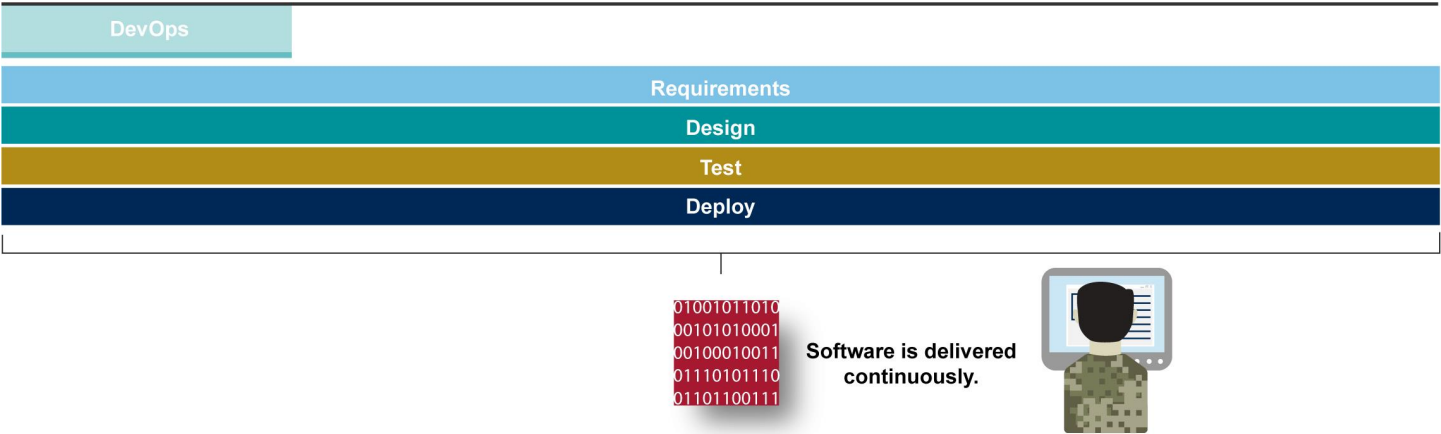 DevOps
Requirements
Design
Test
Deploy
01001011010
00101010001
00100010011
01110101110
01101100111
Software is delivered
continuously.